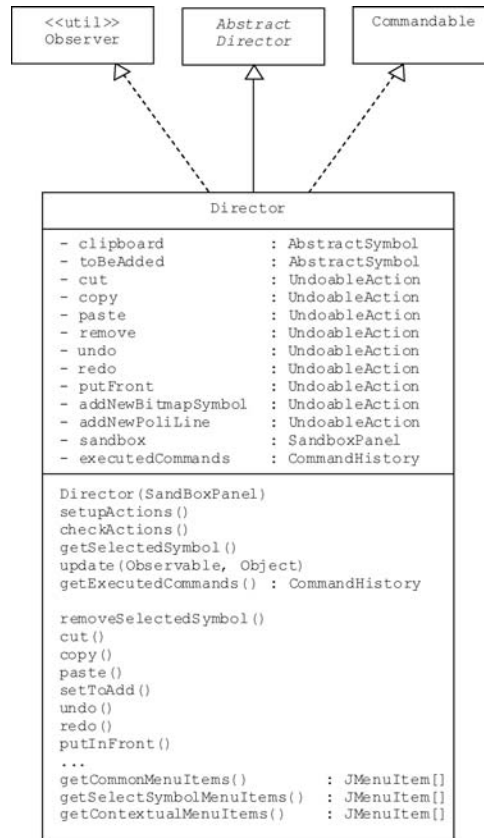 <<util>>
Observer
Abstract
Director
Commandable
Director
- clipboard : AbstractSymbol
- toBeAdded : AbstractSymbol
- cut : UndoableAction
- copy : UndoableAction
- paste : UndoableAction
- remove : UndoableAction
- undo : UndoableAction
- redo : UndoableAction
- putFront : UndoableAction
- addNewBitmapSymbol : UndoableAction
- addNewPoliLine : UndoableAction
- sandbox : SandboxPanel
- executedCommands : CommandHistory
Director(SandBoxPanel)
setupActions()
checkActions()
getSelectedSymbol()
update(Observable, Object)
getExecutedCommands() : CommandHistory
removeSelectedSymbol()
cut()
copy()
paste()
setToAdd()
undo()
redo()
putInFront()
...
getCommonMenuItems() : JMenuItem[]
getSelectSymbolMenuItems() : JMenuItem[]
getContextualMenuItems() : JMenuItem[]